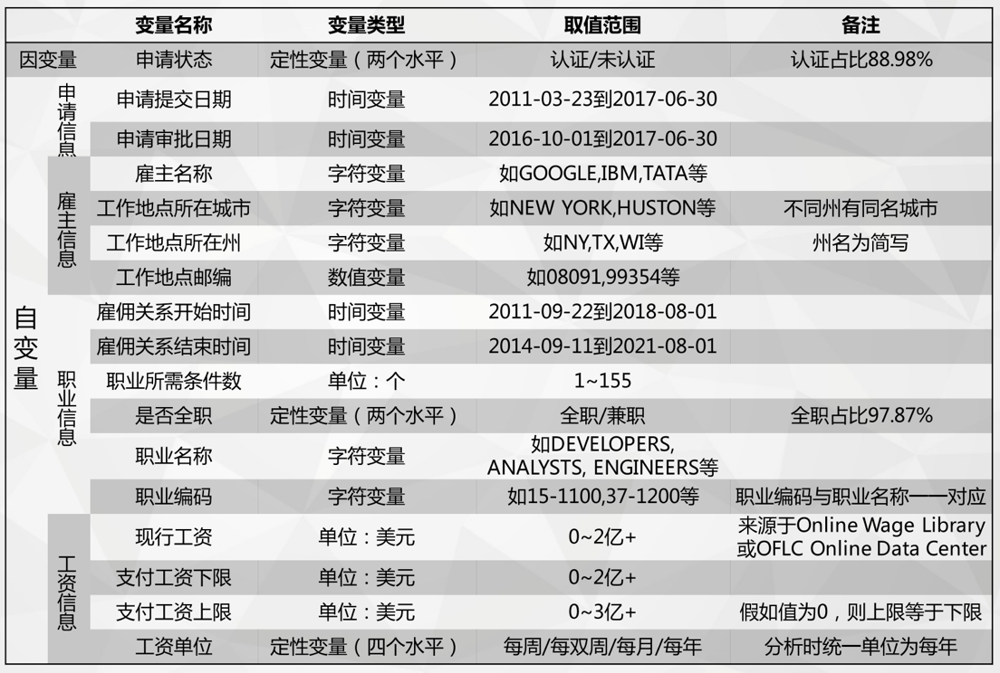 变量名称 变量类型 取值范围 备注
因变量 申请状态 定性变量（两个水平） 认证/未认证 认证占比88.98%
自变量
申请信息
申请提交日期 时间变量 2011-03-23到2017-06-30
申请审批日期 时间变量 2016-10-01到2017-06-30
雇主信息
雇主名称 字符变量 如GOOGLE,IBM,TATA等
工作地点所在城市 字符变量 如NEW YORK,HUSTON等 不同州有同名城市
工作地点所在州 字符变量 如NY,TX,WI等 州名为简写
工作地点邮编 数值变量 如08091,99354等
职业信息
雇佣关系开始时间 时间变量 2011-09-22到2018-08-01
雇佣关系结束时间 时间变量 2014-09-11到2021-08-01
职业所需条件数 单位：个 1~155
是否全职 定性变量（两个水平） 全职/兼职 全职占比97.87%
职业名称 字符变量 如DEVELOPERS,
ANALYSTS, ENGINEERS等
职业编码 字符变量 如15-1100,37-1200等 职业编码与职业名称一一对应
工资信息
现行工资 单位：美元 0~2亿+ 来源于Online Wage Library
或OFLC Online Data Center
支付工资下限 单位：美元 0~2亿+
支付工资上限 单位：美元 0~3亿+ 假如值为0，则上限等于下限
工资单位 定性变量（四个水平） 每周/每双周/每月/每年 分析时统一单位为每年